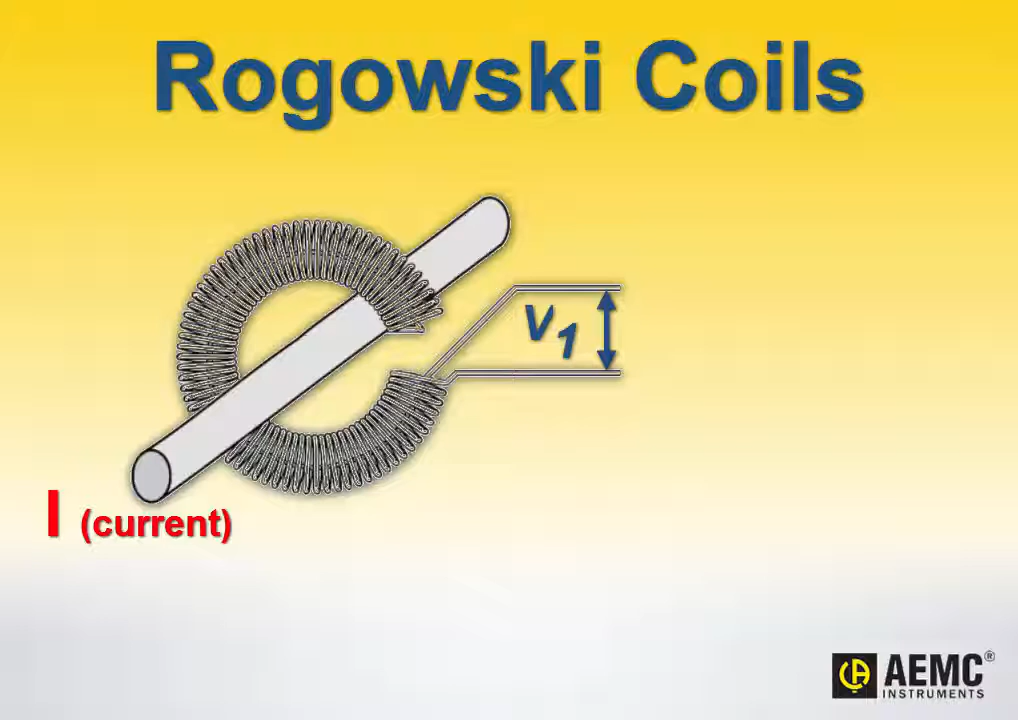 Rogowski Coils
V1
I (current)
AEMC®
INSTRUMENTS